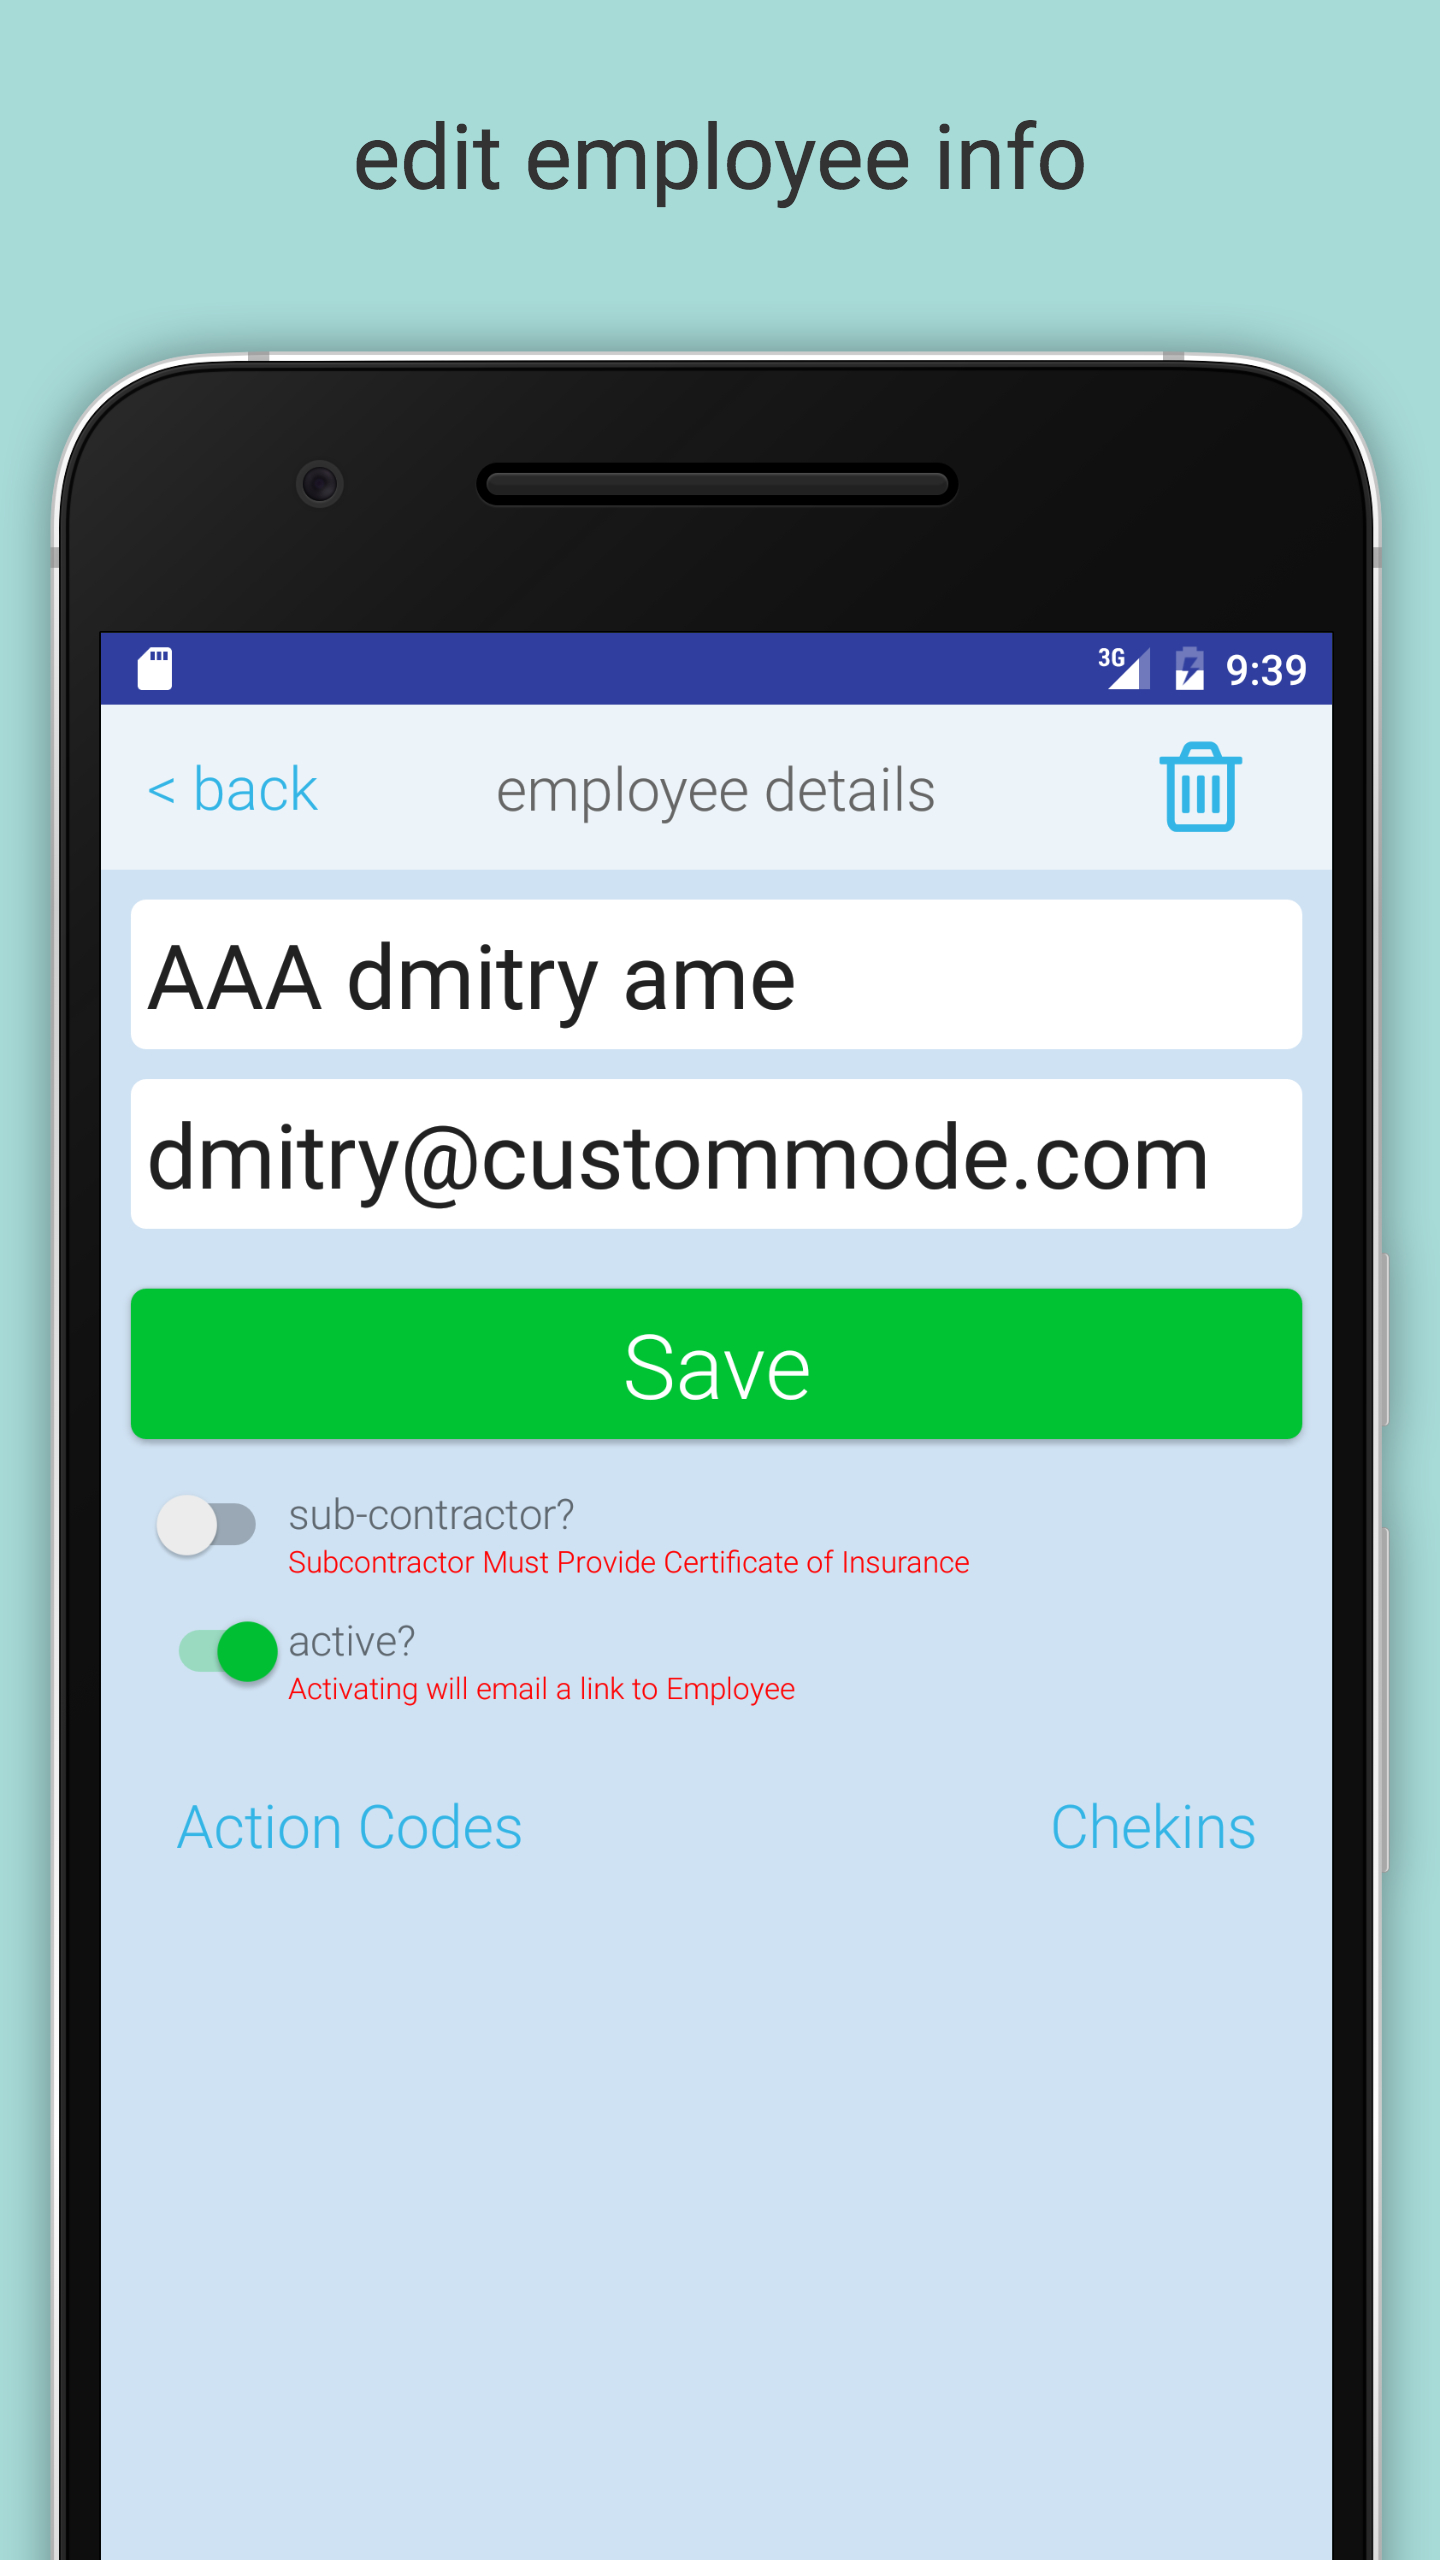 edit employee info
3G 9:39
< back employee details
AAA dmitry ame
dmitry@custommode.com
Save
sub-contractor?
Subcontractor Must Provide Certificate of Insurance
active?
Activating will email a link to Employee
Action Codes Chekins